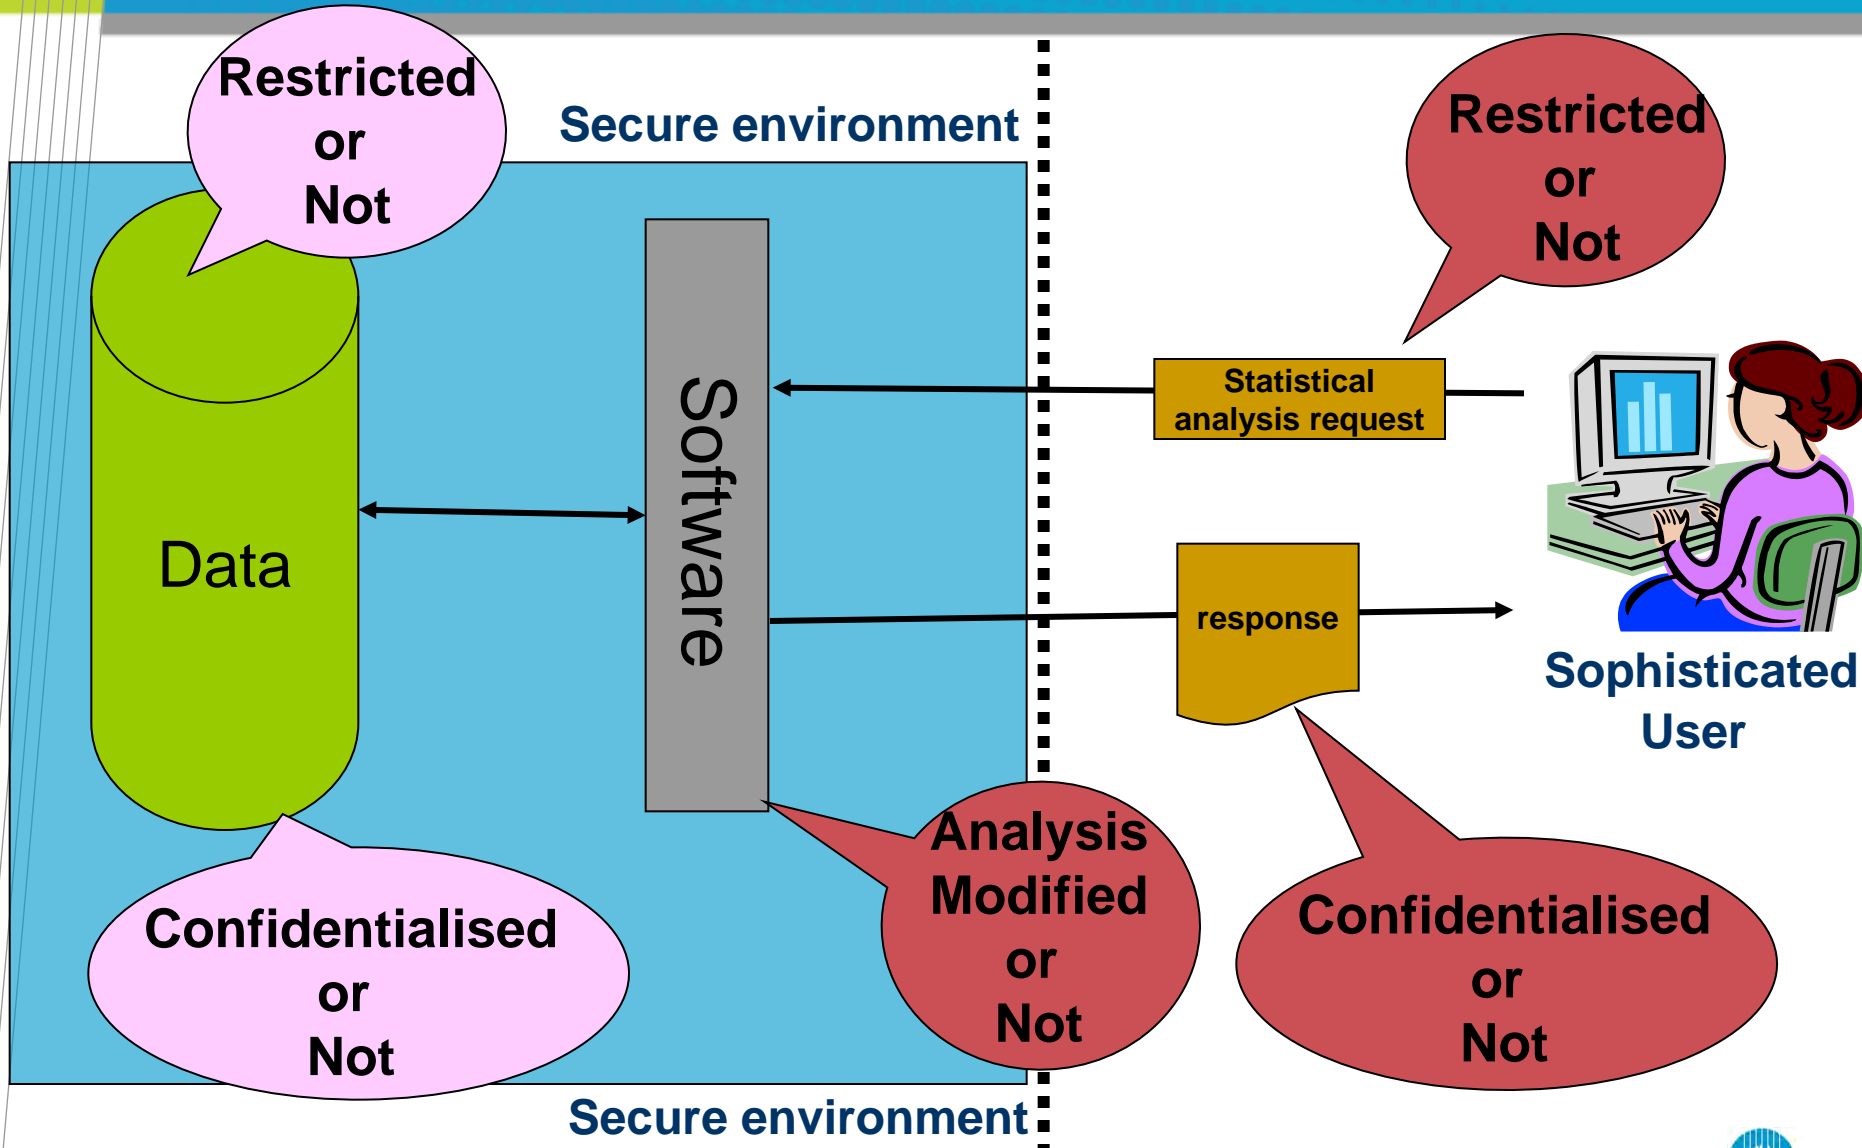 Restricted
or
Not
Secure environment
Restricted
or
Not
Statistical
analysis request
Software
Data
response
Sophisticated
User
Analysis
Modified
or
Not
Confidentialised
or
Not
Confidentialised
or
Not
Secure environment